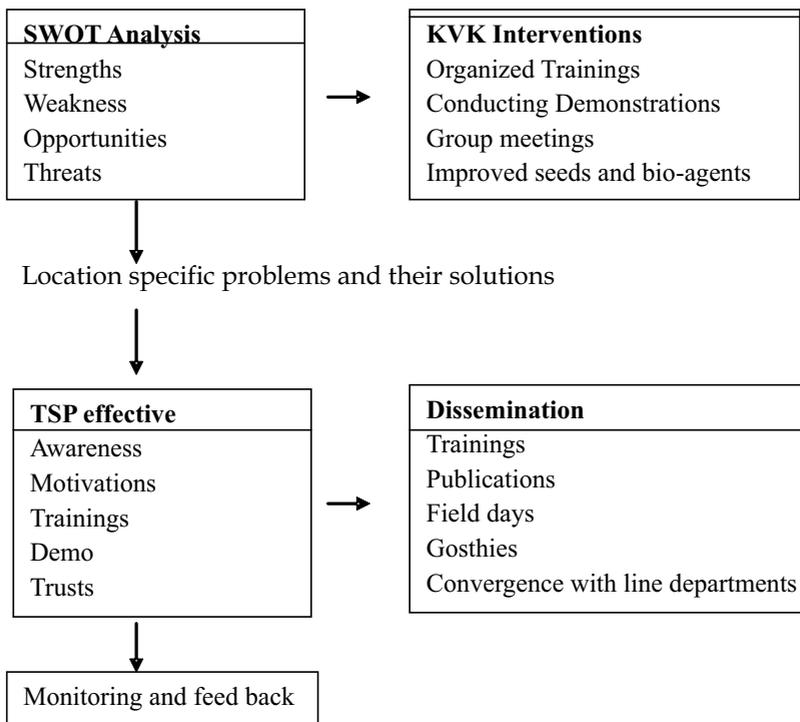 SWOT Analysis
Strengths
Weakness
Opportunities
Threats
KVK Interventions
Organized Trainings
Conducting Demonstrations
Group meetings
Improved seeds and bio-agents
Location specific problems and their solutions
TSP effective
Awareness
Motivations
Trainings
Demo
Trusts
Dissemination
Trainings
Publications
Field days
Gosthies
Convergence with line departments
Monitoring and feed back